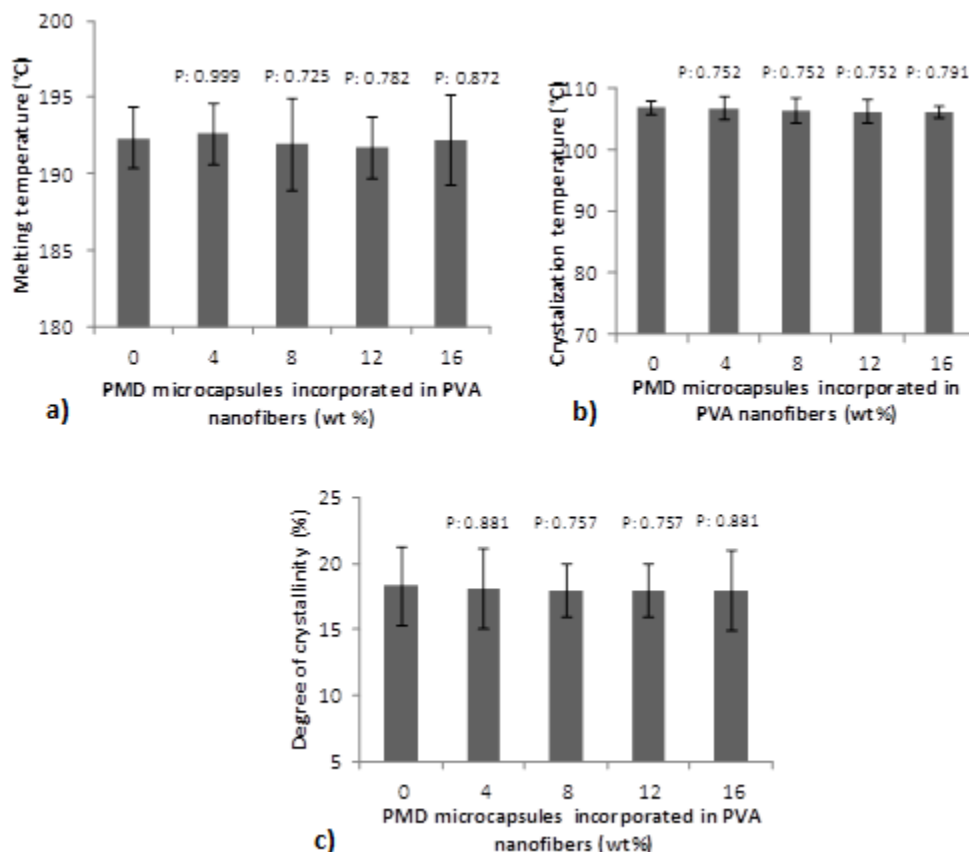 200
195
190
185
180
Melting temperature (°C)
P: 0.999 P: 0.725 P: 0.782 P: 0.872
0 4 8 12 16
PMD microcapsules incorporated in PVA
nanofibers (wt %)
a)
110
100
90
80
70
Crystalization temperature (°C)
P: 0.752 P: 0.752 P: 0.752 P: 0.791
0 4 8 12 16
PMD microcapsules incorporated in
PVA nanofibers (wt%)
b)
25
20
15
10
5
Degree of crystallinity (%)
P: 0.881 P: 0.757 P: 0.757 P: 0.881
0 4 8 12 16
PMD microcapsules incorporated in PVA
nanofibers (wt%)
c)